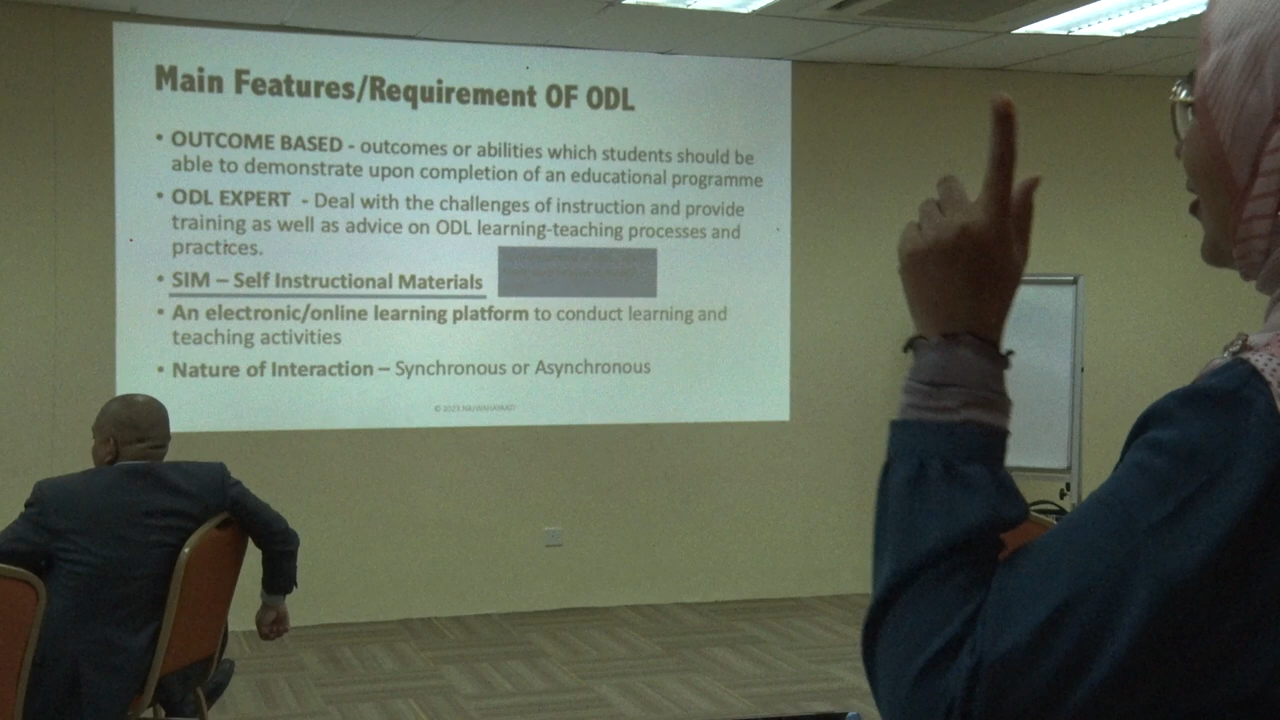 Main Features/Requirement OF ODL
• OUTCOME BASED - outcomes or abilities which students should be
able to demonstrate upon completion of an educational programme
• ODL EXPERT - Deal with the challenges of instruction and provide
training as well as advice on ODL learning-teaching processes and
practices.
• SIM – Self Instructional Materials
• An electronic/online learning platform to conduct learning and
teaching activities
• Nature of Interaction – Synchronous or Asynchronous